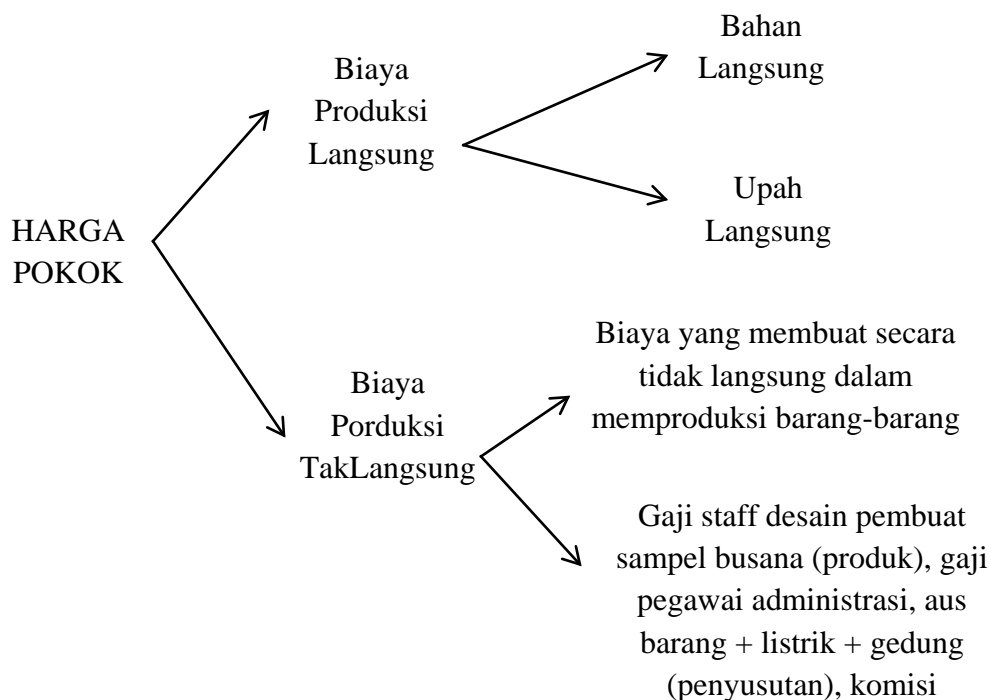 HARGA
POKOK
Biaya
Produksi
Langsung
Bahan
Langsung
Upah
Langsung
Biaya
Porduksi
TakLangsung
Biaya yang membuat secara
tidak langsung dalam
memproduksi barang-barang
Gaji staff desain pembuat
sampel busana (produk), gaji
pegawai administrasi, aus
barang + listrik + gedung
(penyusutan), komisi